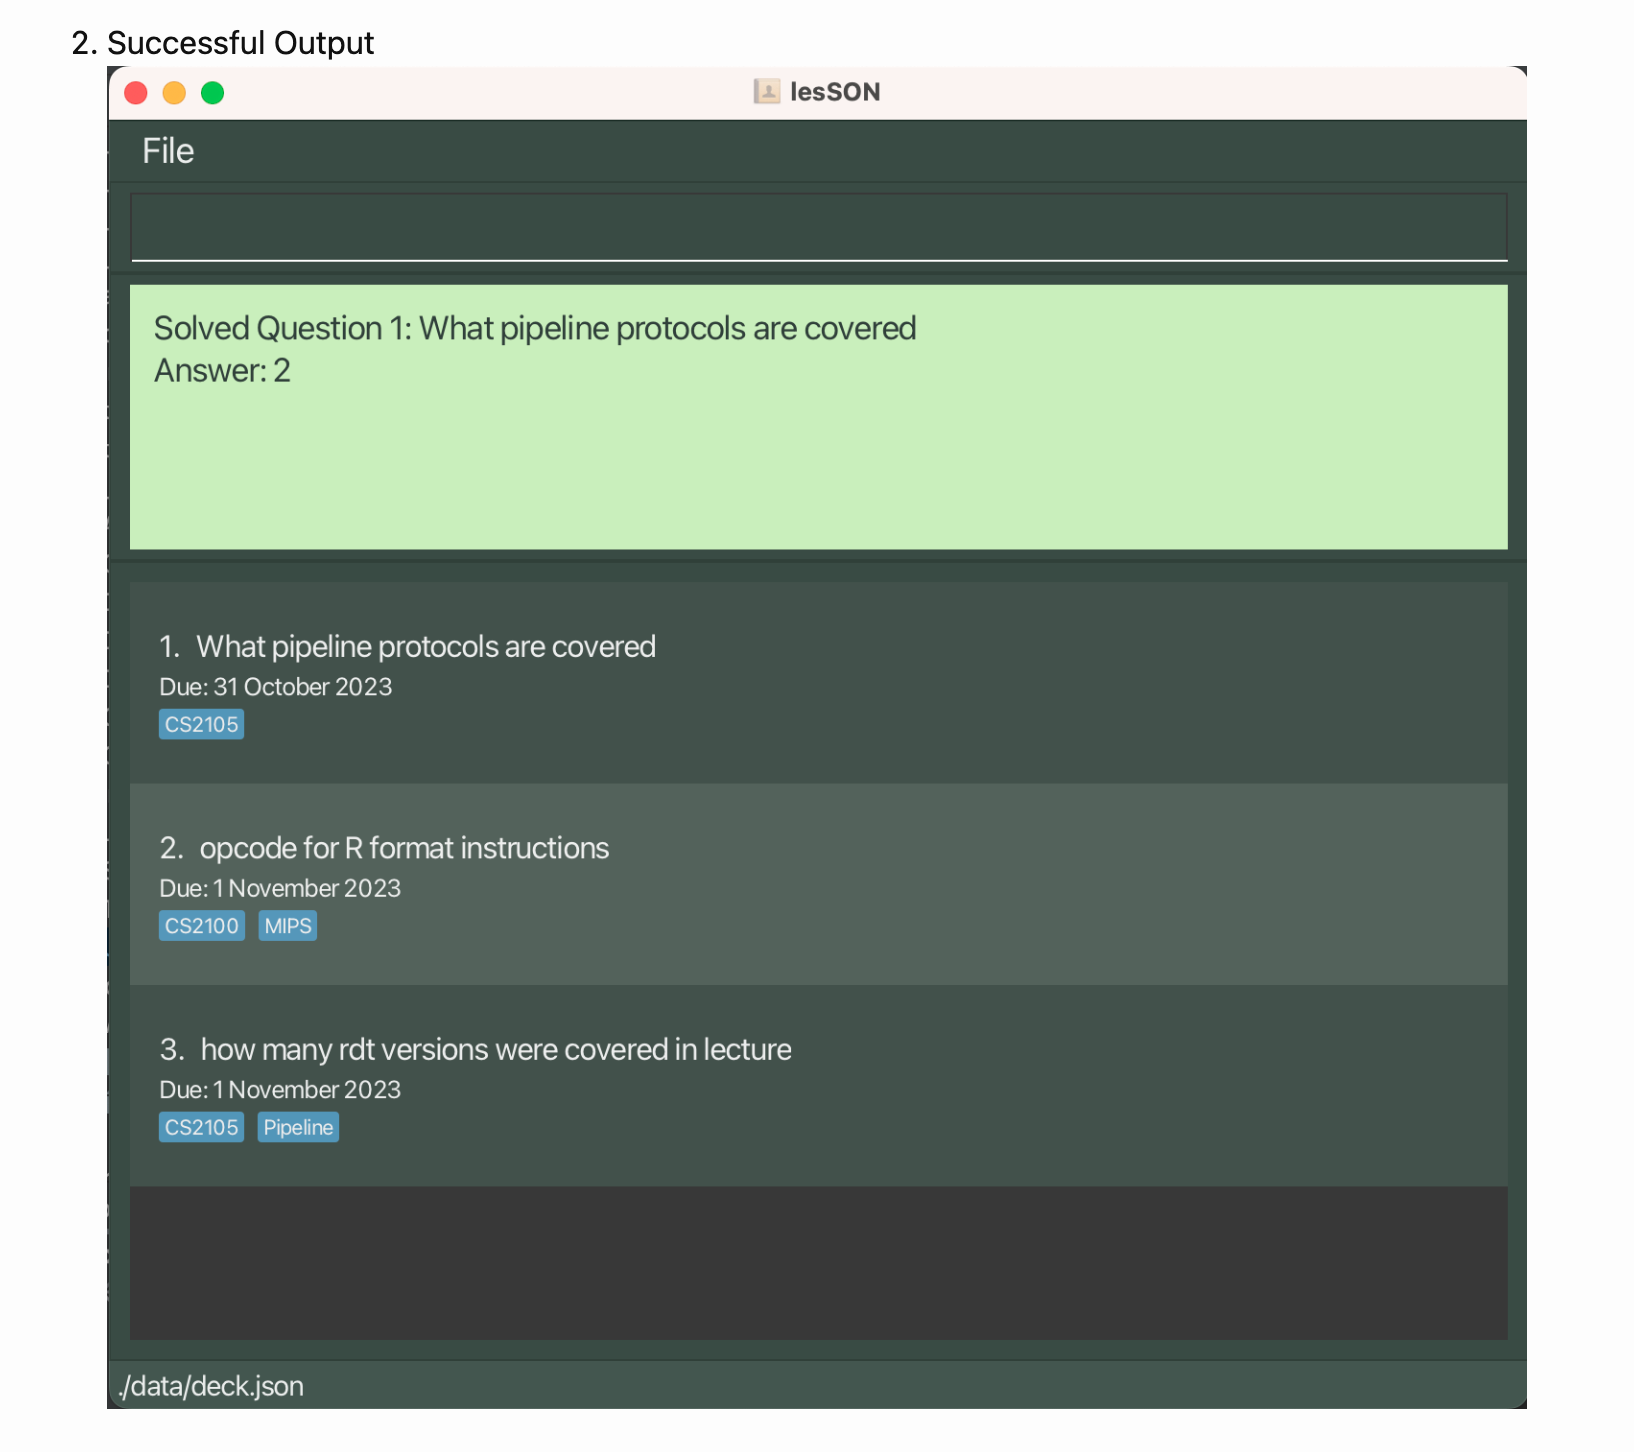 2. Successful Output
lesSON
File
Solved Question 1: What pipeline protocols are covered
Answer: 2
1. What pipeline protocols are covered
Due: 31 October 2023
CS2105
2. opcode for R format instructions
Due: 1 November 2023
CS2100 MIPS
3. how many rdt versions were covered in lecture
Due: 1 November 2023
CS2105 Pipeline
./data/deck.json